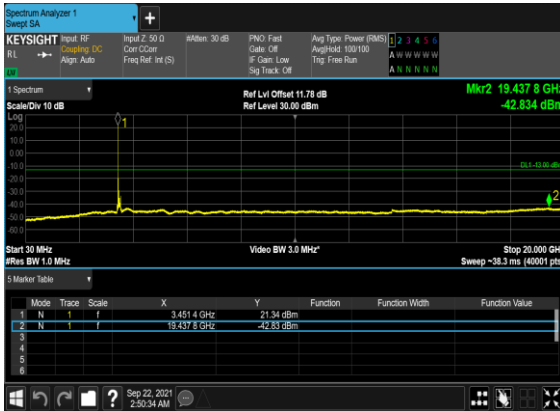 Spectrum Analyzer 1
Swept SA
+
KEYSIGHT Input: RF Input Z: 50 Ω #Atten: 30 dB PNO: Fast Avg Type: Power (RMS) 1 2 3 4 5 6
RL Coupling: DC Corr CCorr Gate: Off Avg|Hold: 100/100 A W W W W W
Align: Auto Freq Ref: Int (S) IF Gain: Low Trig: Free Run
Sig Track: Off A N N N N N
1 Spectrum Ref Lvl Offset 11.78 dB Mkr2 19.437 8 GHz
Scale/Div 10 dB Ref Level 30.00 dBm -42.834 dBm
Log
20.0
10.0
0.00
-10.0
DL1 -13.00 dBm
-20.0
-30.0
-40.0
-50.0
-60.0
1
2
Start 30 MHz Video BW 3.0 MHz* Stop 20.000 GHz
#Res BW 1.0 MHz Sweep ~38.3 ms (40001 pts)
5 Marker Table
Mode Trace Scale X Y Function Function Width Function Value
1 N 1 f 3.451 4 GHz 21.34 dBm
2 N 1 f 19.437 8 GHz -42.83 dBm
3
4
5
6
? Sep 22, 2021
2:50:34 AM